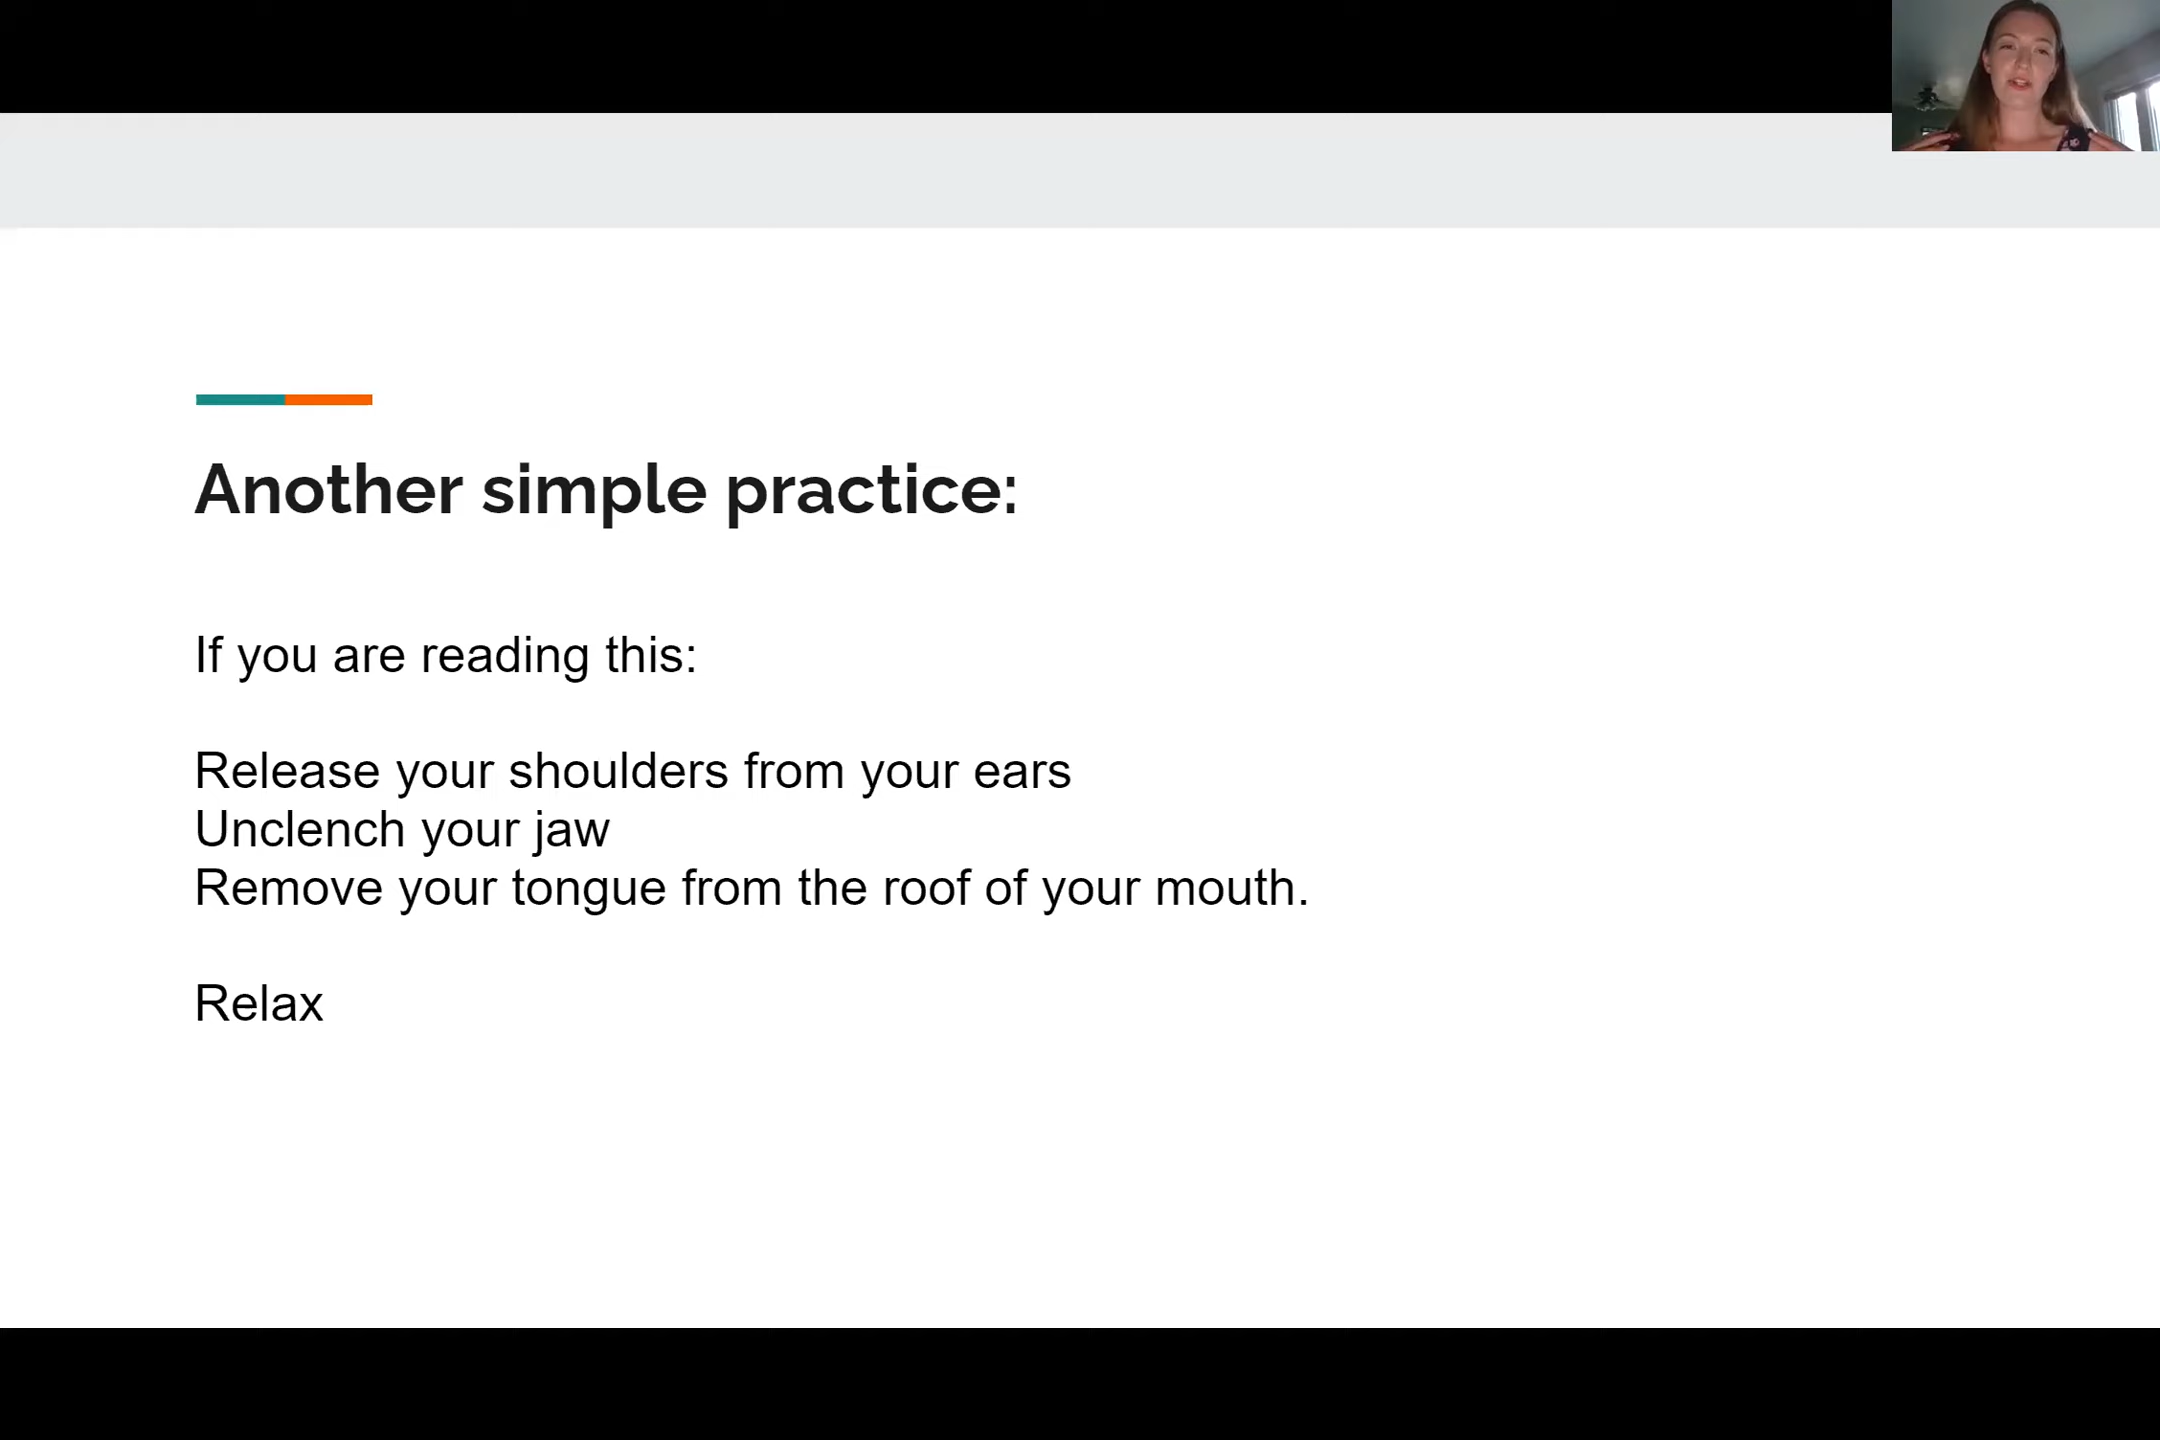 Another simple practice:
If you are reading this:
Release your shoulders from your ears
Unclench your jaw
Remove your tongue from the roof of your mouth.
Relax